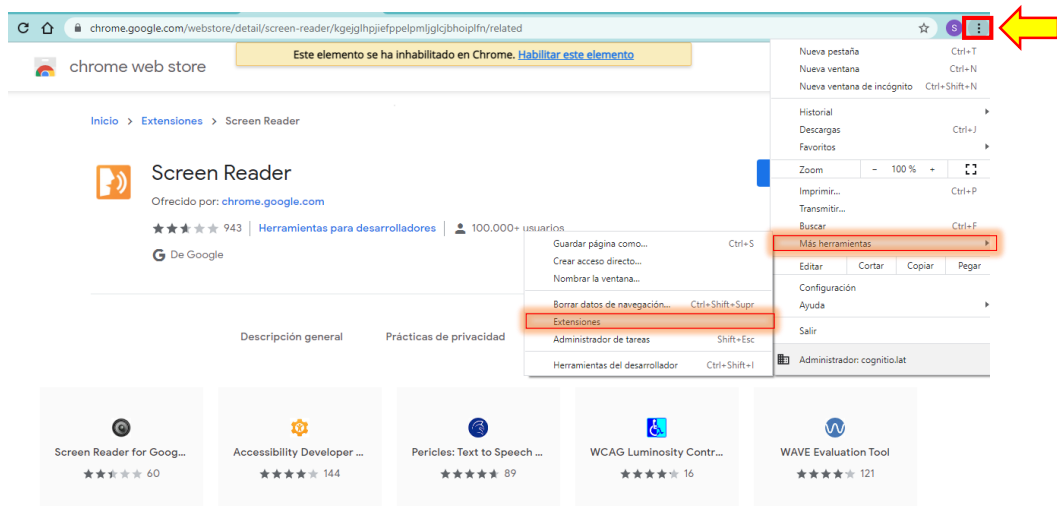 chrome.google.com/webstore/detail/screen-reader/kgejglhpjiefppelpmljglcjbhoiplfn/related
S
chrome web store
Este elemento se ha inhabilitado en Chrome. Habilitar este elemento
Inicio > Extensiones > Screen Reader
Screen Reader
Ofrecido por: chrome.google.com
943 | Herramientas para desarrolladores | 100.000+ usuarios
G De Google
Descripción general Prácticas de privacidad
Nueva pestaña Ctrl+T
Nueva ventana Ctrl+N
Nueva ventana de incógnito Ctrl+Shift+N
Historial
Descargas Ctrl+J
Favoritos
Zoom - 100 % +
Imprimir... Ctrl+P
Transmitir...
Buscar Ctrl+F
Más herramientas
Editar Cortar Copiar Pegar
Configuración
Ayuda
Salir
Administrador: cognitio.lat
Guardar página como... Ctrl+S
Crear acceso directo...
Nombrar la ventana...
Borrar datos de navegación... Ctrl+Shift+Supr
Extensiones
Administrador de tareas Shift+Esc
Herramientas del desarrollador Ctrl+Shift+I
Screen Reader for Goog...
60
Accessibility Developer ...
144
Pericles: Text to Speech ...
89
WCAG Luminosity Contr...
16
WAVE Evaluation Tool
121